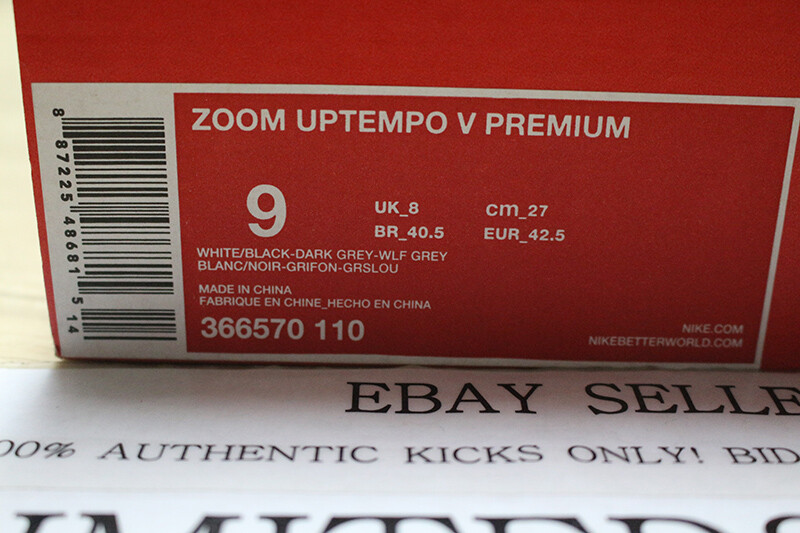 8 87225 48681 5 14
ZOOM UPTEMPO V PREMIUM
9
UK_8 cm_27
BR_40.5 EUR_42.5
WHITE/BLACK-DARK GREY-WLF GREY
BLANC/NOIR-GRIFON-GRSLOU
MADE IN CHINA
FABRIQUE EN CHINE_HECHO EN CHINA
366570 110
NIKE.COM
NIKEBETTERWORLD.COM
EBAY SELLE
00% AUTHENTIC KICKS ONLY! BID